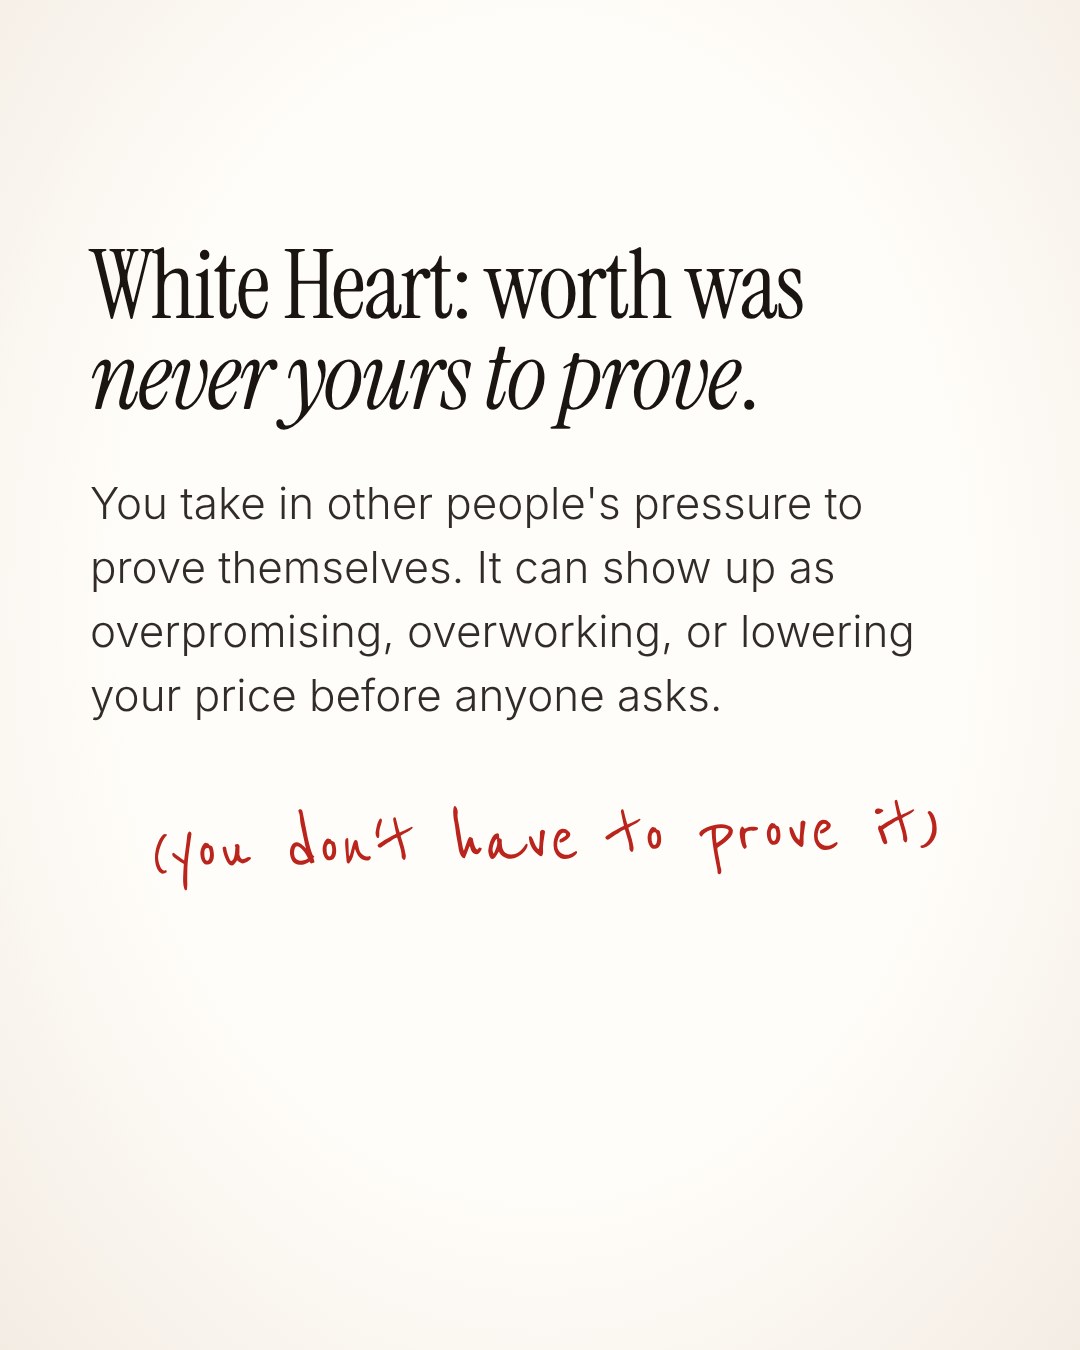 White Heart: worth was
never yours to prove.
You take in other people's pressure to
prove themselves. It can show up as
overpromising, overworking, or lowering
your price before anyone asks.
(you don't have to prove it)